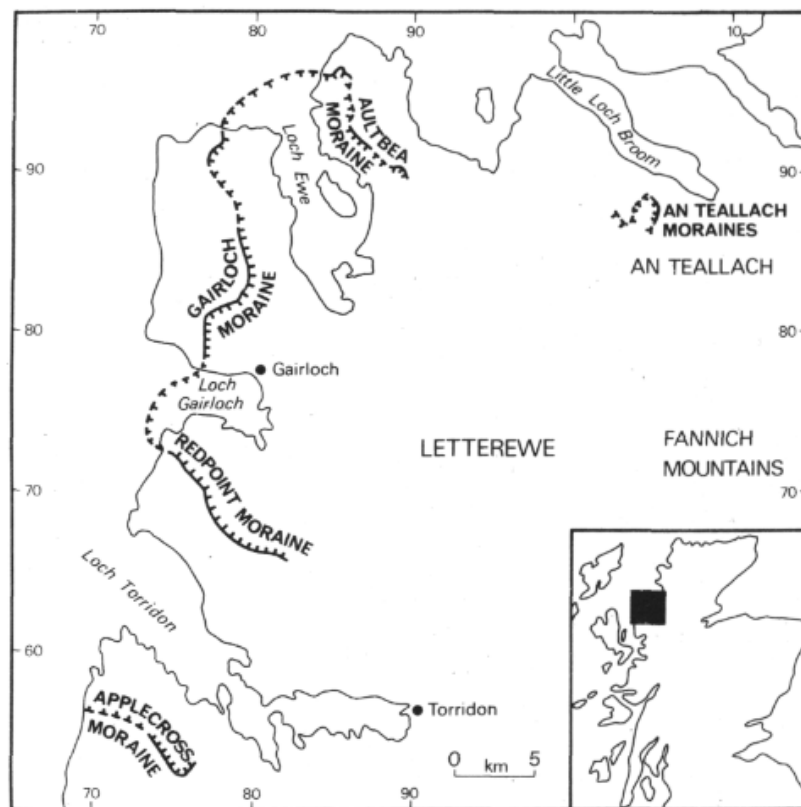 70
80
90
10
Little Loch Broom
AULTBEA
MORAINE
Loch Ewe
90
90
AN TEALLACH
MORAINES
AN TEALLACH
GAIRLOCH
MORAINE
80
80
Gairloch
Loch
Gairloch
LETTEREWE
FANNICH
MOUNTAINS
REDPOINT MORAINE
70
70
Loch Torridon
60
APPLECROSS
MORAINE
Torridon
0 km 5
70
80
90